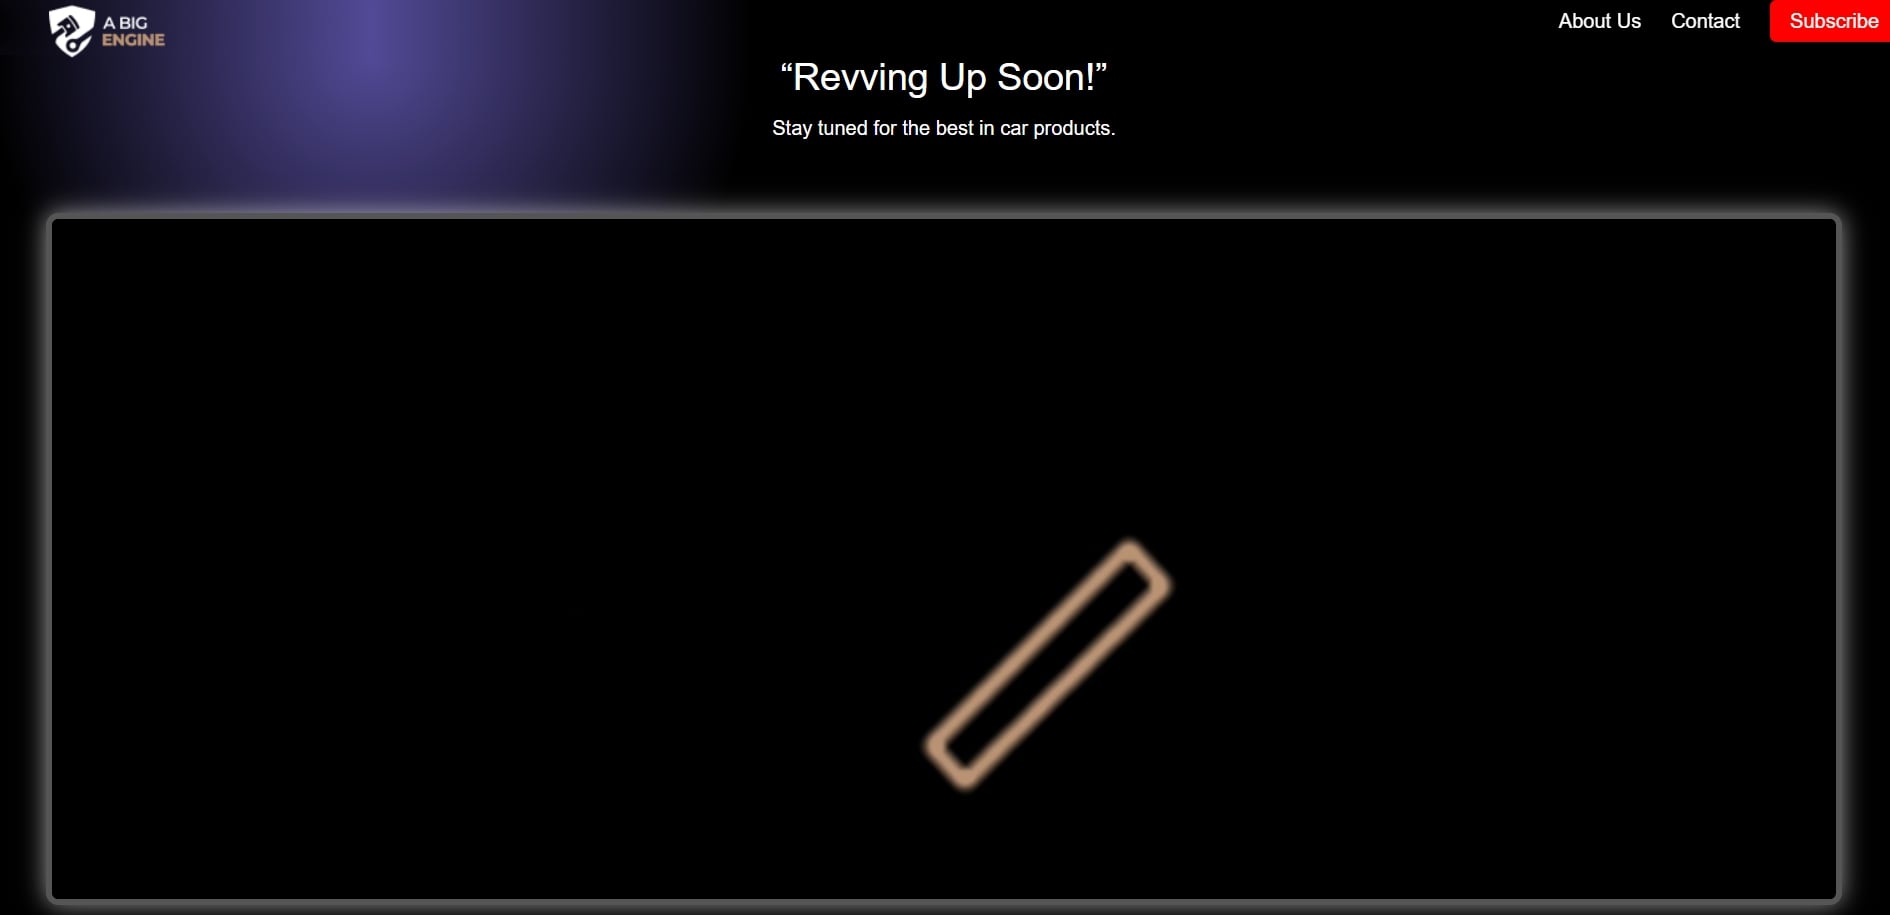 A BIG
ENGINE
About Us
Contact
Subscribe
“Revving Up Soon!”
Stay tuned for the best in car products.